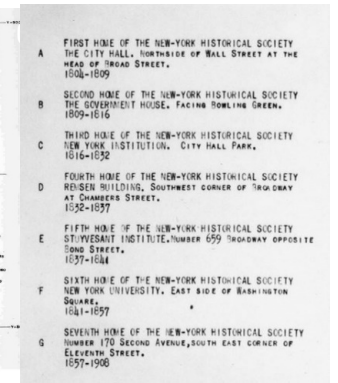 A
FIRST HOME OF THE NEW-YORK HISTORICAL SOCIETY
THE CITY HALL. NORTHSIDE OF WALL STREET AT THE
HEAD OF BROAD STREET.
1804-1809
B
SECOND HOME OF THE NEW-YORK HISTORICAL SOCIETY
THE GOVERNMENT HOUSE. FACING BOWLING GREEN.
1809-1816
C
THIRD HOME OF THE NEW-YORK HISTORICAL SOCIETY
NEW YORK INSTITUTION. CITY HALL PARK.
1816-1832
D
FOURTH HOME OF THE NEW-YORK HISTORICAL SOCIETY
REMSEN BUILDING. SOUTHWEST CORNER OF BROADWAY
AT CHAMBERS STREET.
1832-1837
E
FIFTH HOME OF THE NEW-YORK HISTORICAL SOCIETY
STUYVESANT INSTITUTE. NUMBER 659 BROADWAY OPPOSITE
BOND STREET.
1837-1841
F
SIXTH HOME OF THE NEW-YORK HISTORICAL SOCIETY
NEW YORK UNIVERSITY. EAST SIDE OF WASHINGTON
SQUARE.
1841-1857
G
SEVENTH HOME OF THE NEW-YORK HISTORICAL SOCIETY
NUMBER 170 SECOND AVENUE, SOUTH EAST CORNER OF
ELEVENTH STREET.
1857-1908